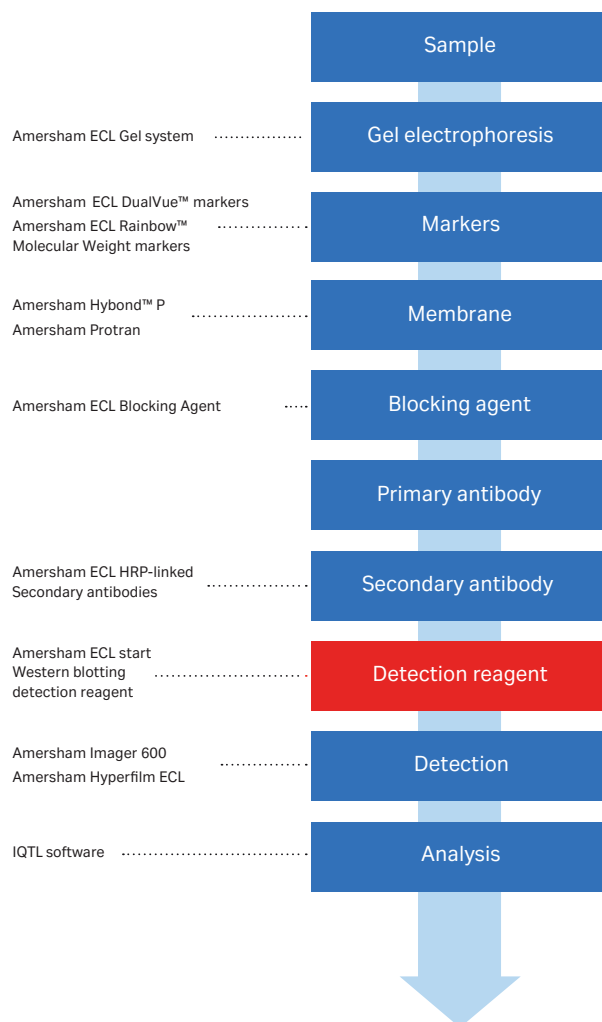 Sample
Amersham ECL Gel system
Gel electrophoresis
Amersham ECL DualVue™ markers
Amersham ECL Rainbow™
Molecular Weight markers
Markers
Amersham Hybond™ P
Amersham Protran
Membrane
Amersham ECL Blocking Agent
Blocking agent
Primary antibody
Amersham ECL HRP-linked
Secondary antibodies
Secondary antibody
Amersham ECL start
Western blotting
detection reagent
Detection reagent
Amersham Imager 600
Amersham Hyperfilm ECL
Detection
IQTL software
Analysis